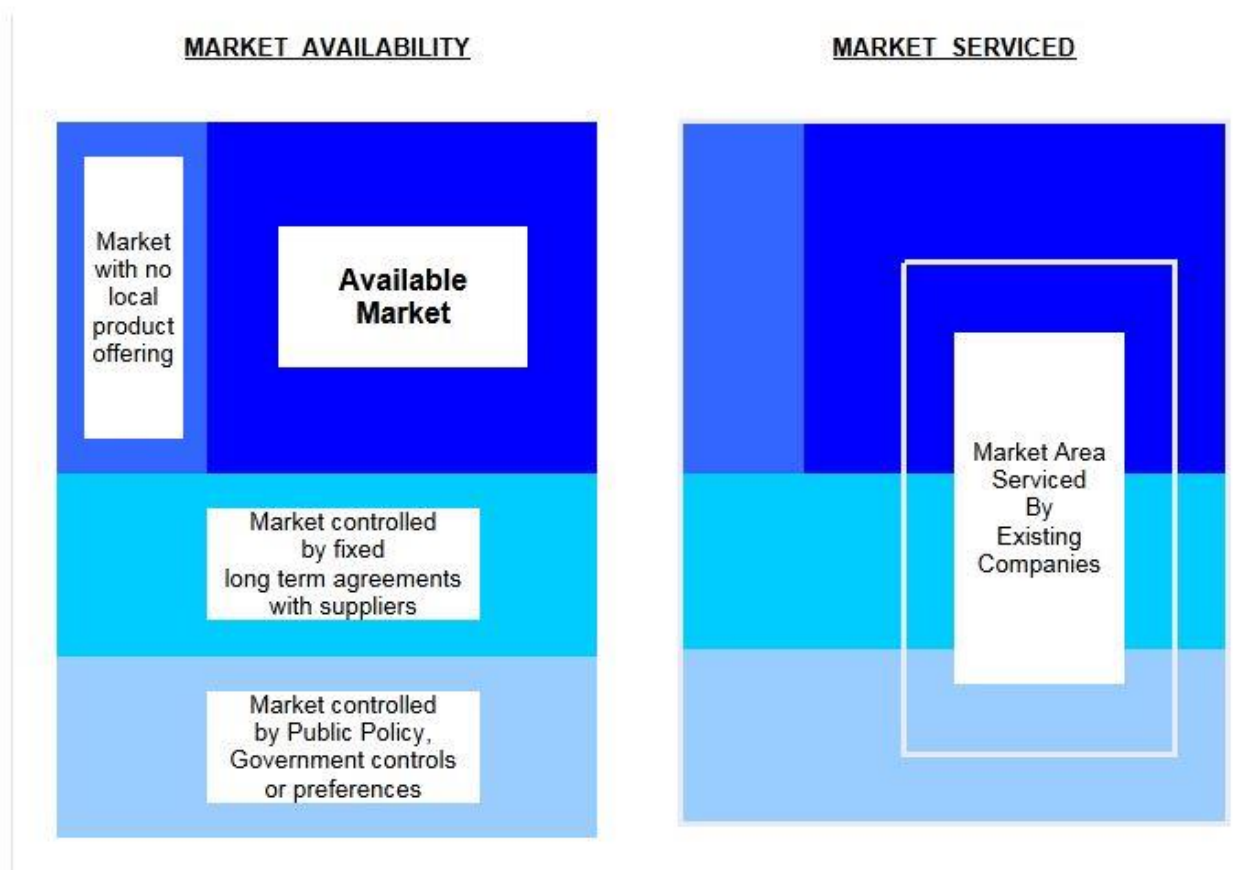 MARKET AVAILABILITY
MARKET SERVICED
Market
with no
local
product
offering
Available
Market
Market controlled
by fixed
long term agreements
with suppliers
Market controlled
by Public Policy,
Government controls
or preferences
Market Area
Serviced
By
Existing
Companies